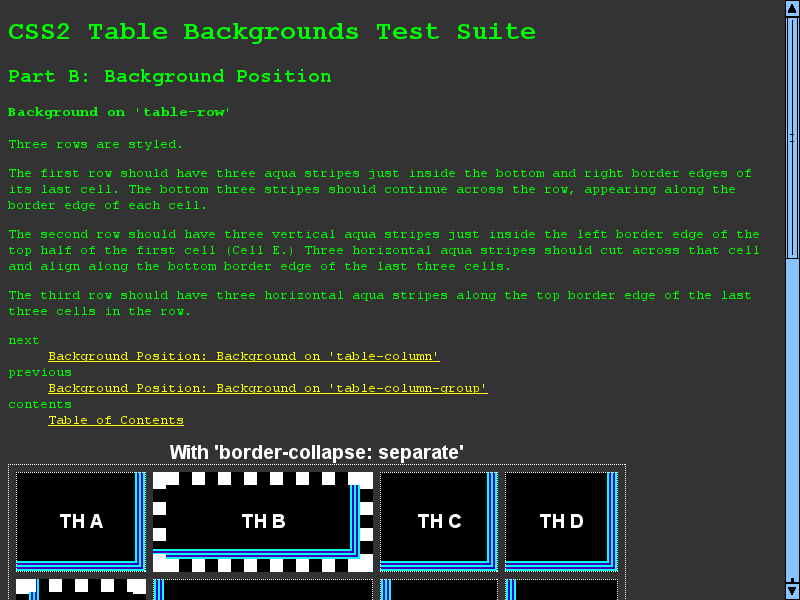 CSS2 Table Backgrounds Test Suite
Part B: Background Position
Background on 'table-row'
Three rows are styled.
The first row should have three aqua stripes just inside the bottom and right border edges of
its last cell. The bottom three stripes should continue across the row, appearing along the
border edge of each cell.
The second row should have three vertical aqua stripes just inside the left border edge of the
top half of the first cell (Cell E.) Three horizontal aqua stripes should cut across that cell
and align along the bottom border edge of the last three cells.
The third row should have three horizontal aqua stripes along the top border edge of the last
three cells in the row.
next
Background Position: Background on 'table-column'
previous
Background Position: Background on 'table-column-group'
contents
Table of Contents
With 'border-collapse: separate'
TH A TH B TH C TH D